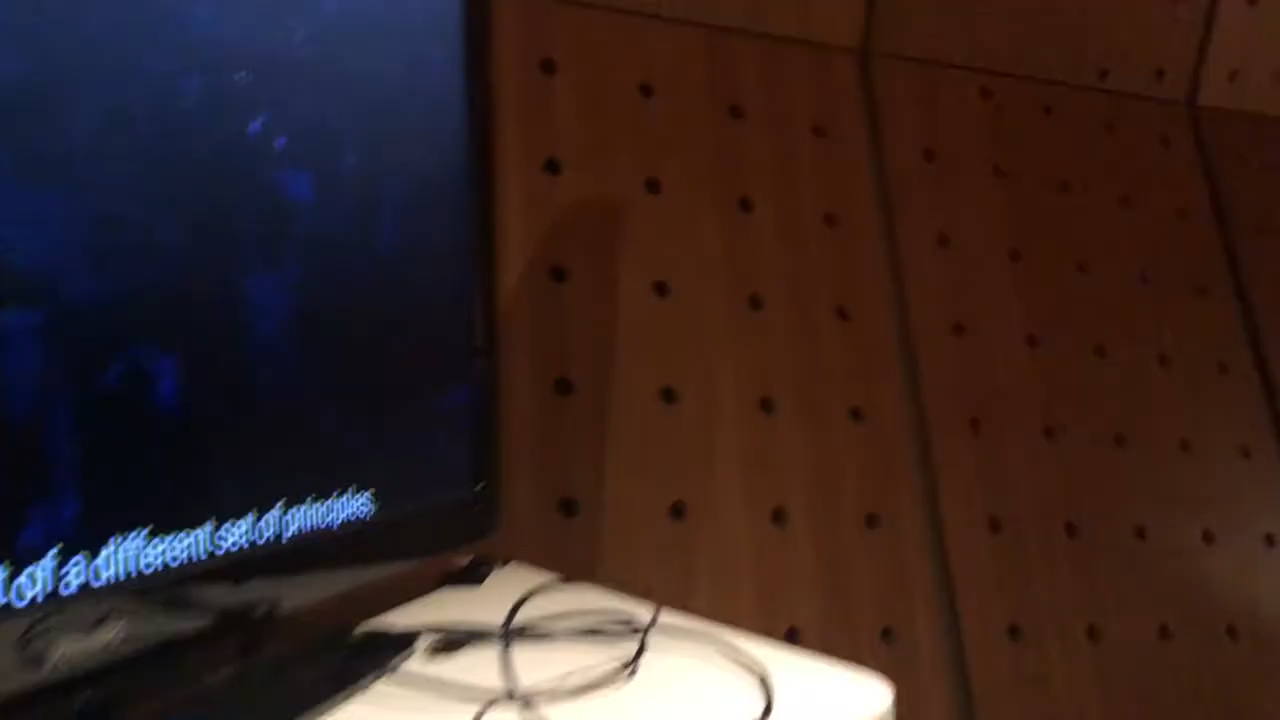 of a different set of principles